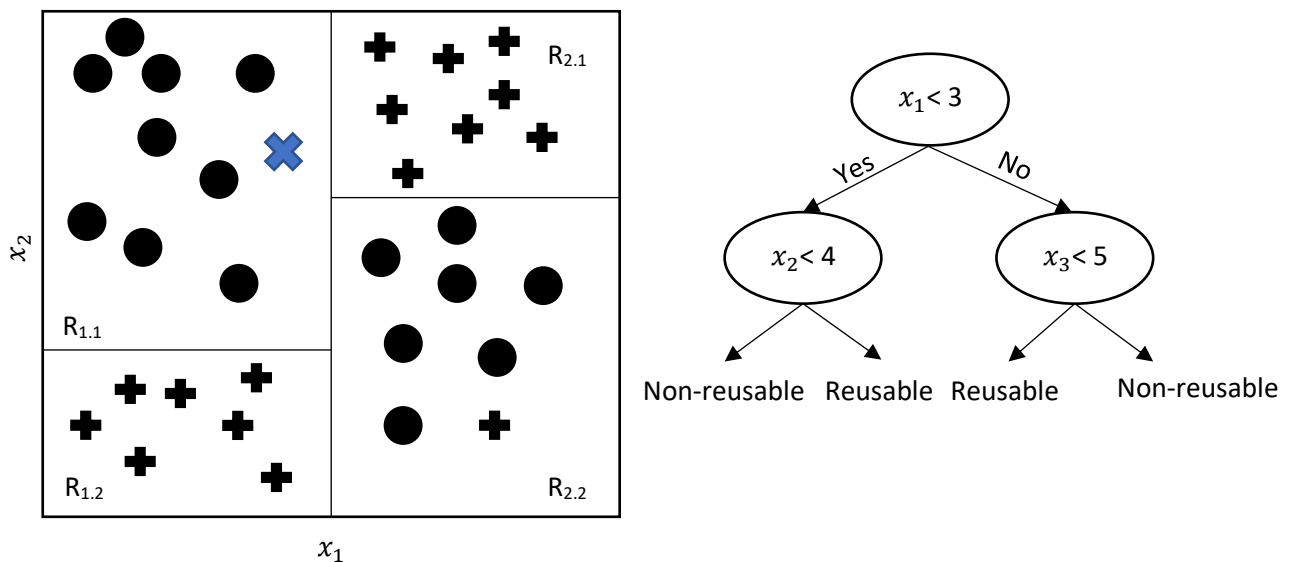 R2.1
x1 < 3
Yes
No
x2
x2 < 4
x3 < 5
R1.1
Non-reusable Reusable Reusable Non-reusable
R1.2
R2.2
x1